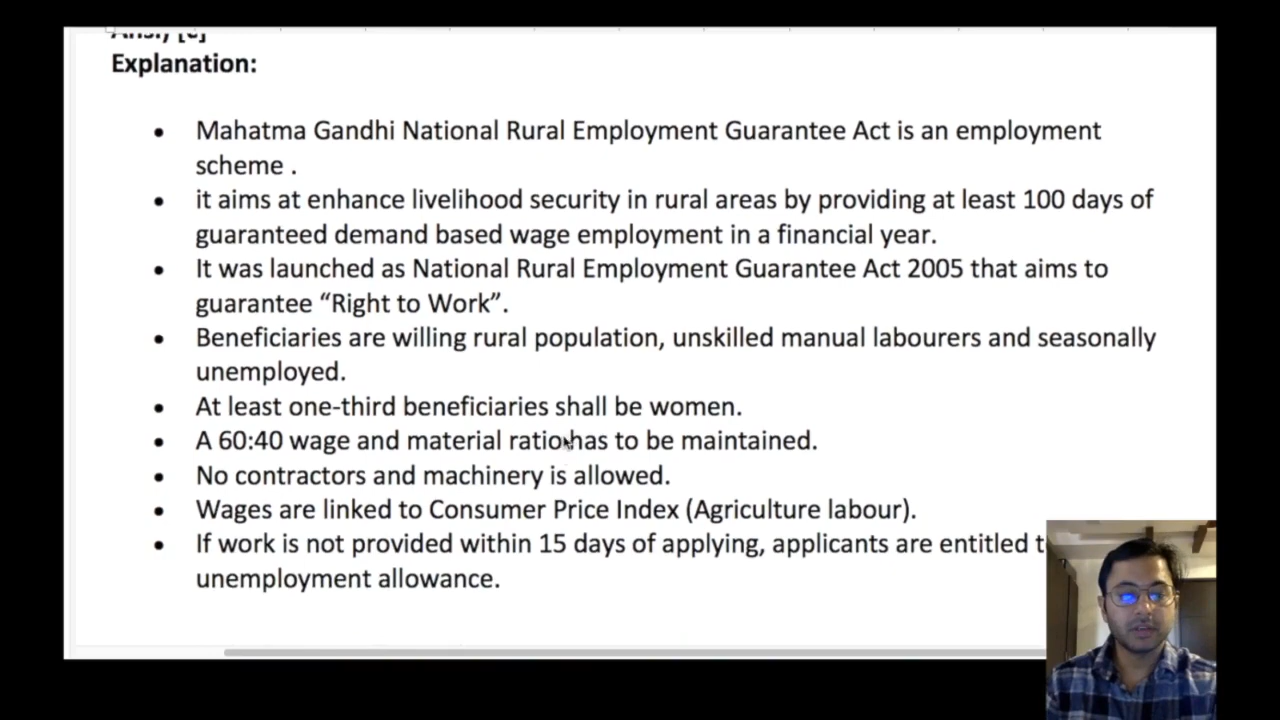 Explanation:
• Mahatma Gandhi National Rural Employment Guarantee Act is an employment
scheme .
• it aims at enhance livelihood security in rural areas by providing at least 100 days of
guaranteed demand based wage employment in a financial year.
• It was launched as National Rural Employment Guarantee Act 2005 that aims to
guarantee “Right to Work”.
• Beneficiaries are willing rural population, unskilled manual labourers and seasonally
unemployed.
• At least one-third beneficiaries shall be women.
• A 60:40 wage and material ratio has to be maintained.
• No contractors and machinery is allowed.
• Wages are linked to Consumer Price Index (Agriculture labour).
• If work is not provided within 15 days of applying, applicants are entitled
unemployment allowance.